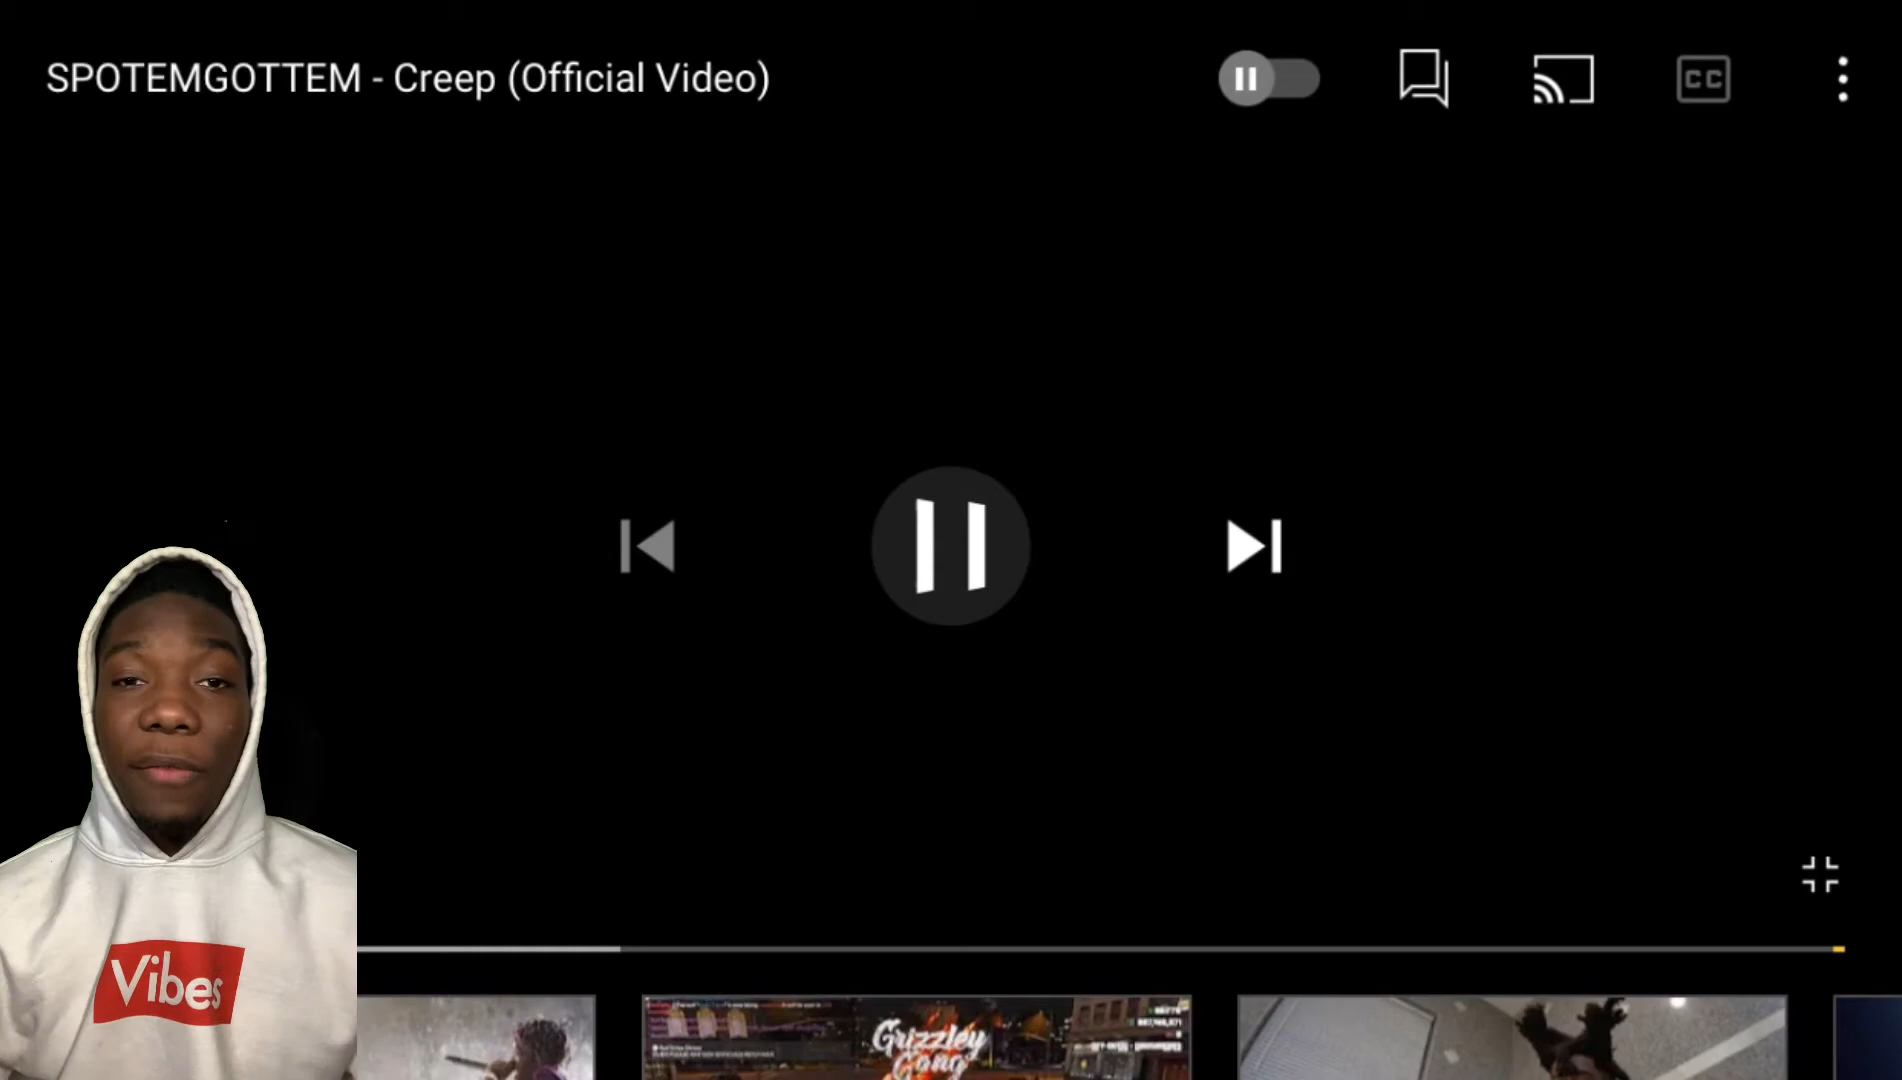 SPOTEMGOTTEM - Creep (Official Video)
CC
Vibes
Grizzley
Gang